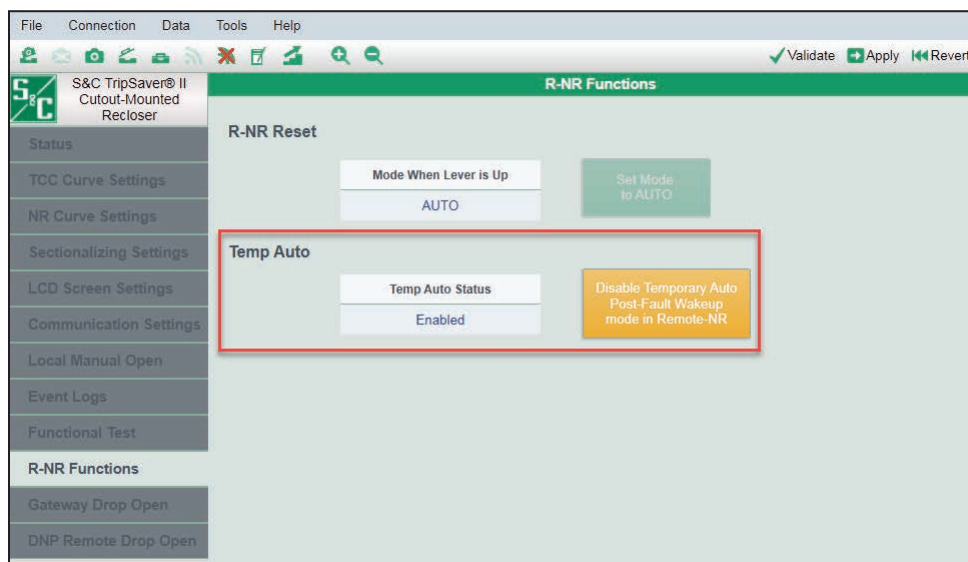 File Connection Data Tools Help
Validate Apply Revert
S&C
S&C TripSaver® II
Cutout-Mounted
Recloser
R-NR Functions
Status
TCC Curve Settings
NR Curve Settings
Sectionalizing Settings
LCD Screen Settings
Communication Settings
Local Manual Open
Event Logs
Functional Test
R-NR Functions
Gateway Drop Open
DNP Remote Drop Open
R-NR Reset
Mode When Lever is Up
AUTO
Set Mode
to AUTO
Temp Auto
Temp Auto Status
Enabled
Disable Temporary Auto
Post-Fault Wakeup
mode in Remote-NR